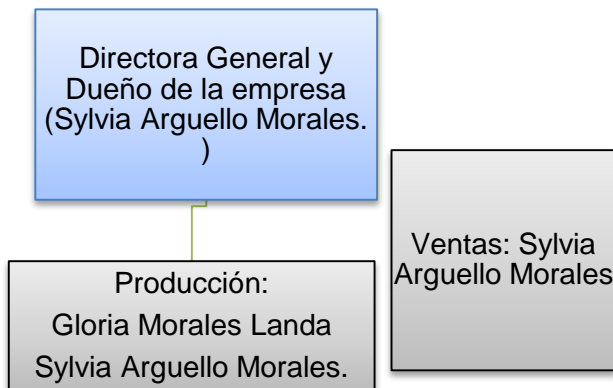 Directora General y
Dueño de la empresa
(Sylvia Arguello Morales.
)
Ventas: Sylvia
Arguello Morales
Producción:
Gloria Morales Landa
Sylvia Arguello Morales.